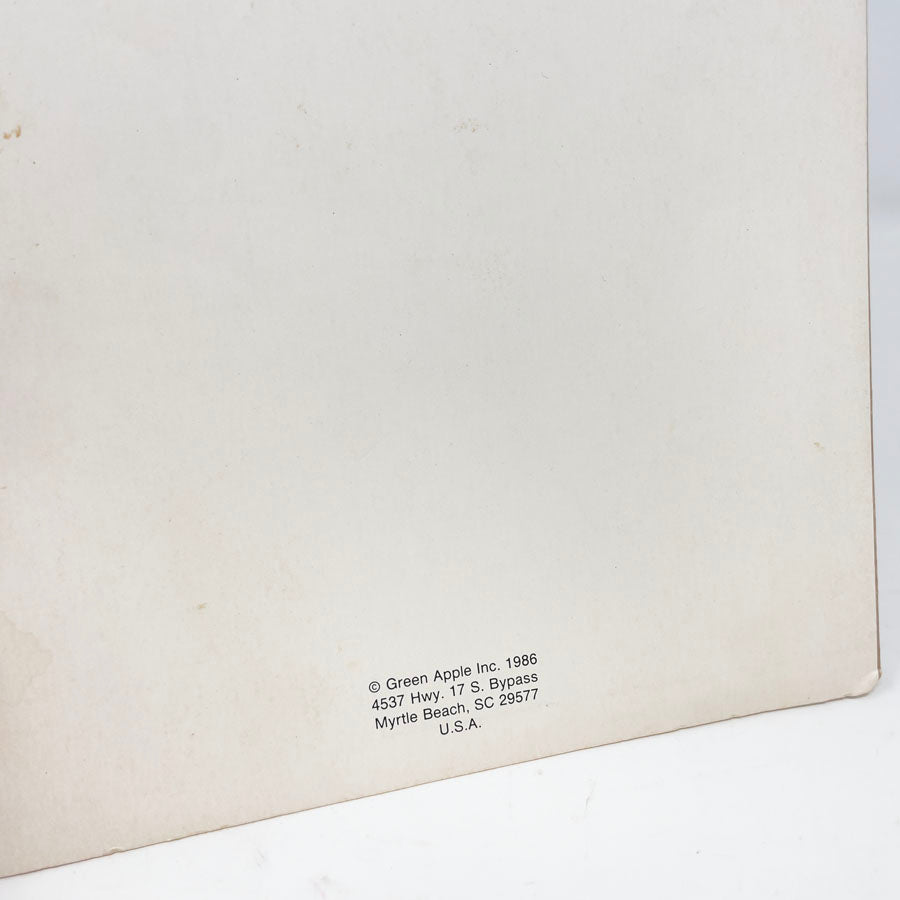 © Green Apple Inc. 1986
4537 Hwy. 17 S. Bypass
Myrtle Beach, SC 29577
U.S.A.